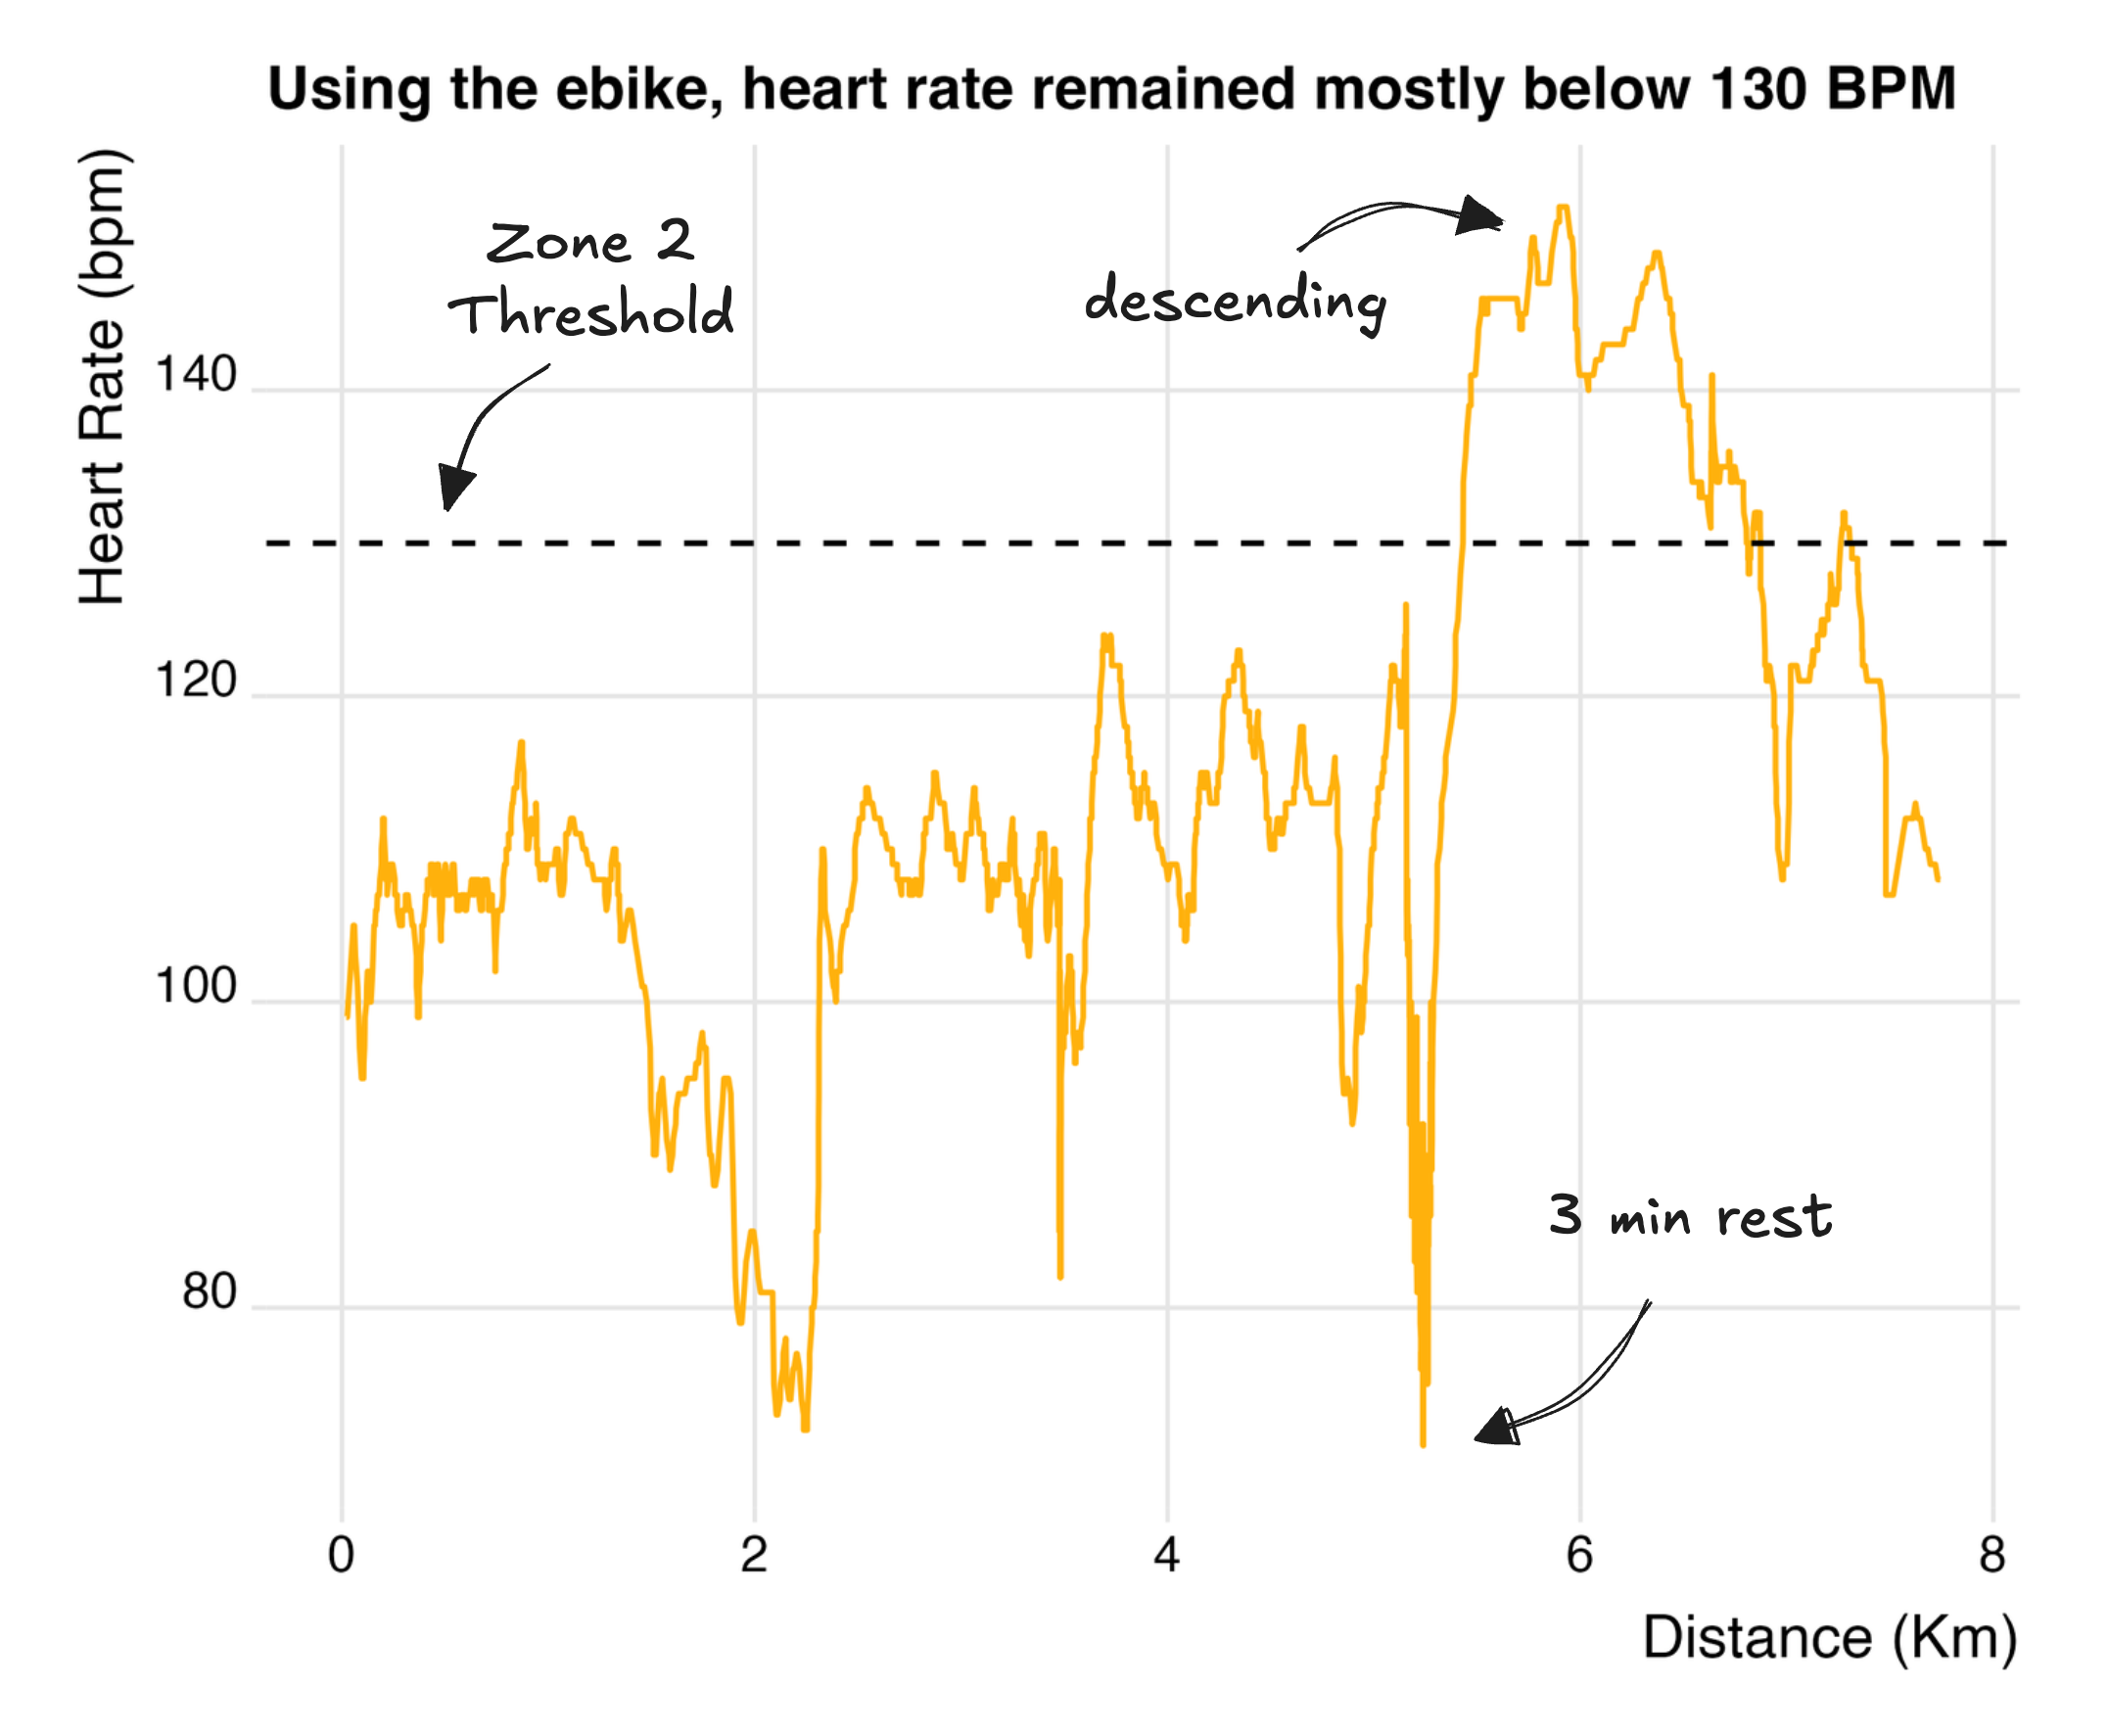 Using the ebike, heart rate remained mostly below 130 BPM
Heart Rate (bpm)
Zone 2
Threshold
descending
140
120
100
80
3 min rest
0 2 4 6 8
Distance (Km)